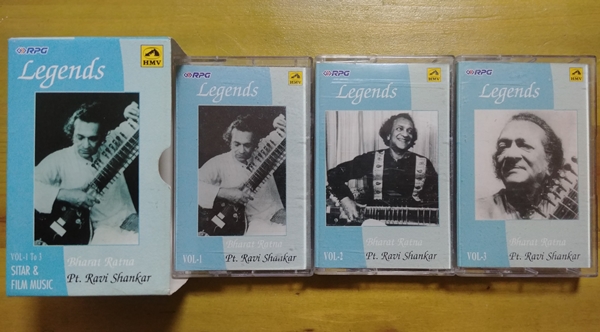 RPG
HMV
Legends
VOL-1 To 3
SITAR &
FILM MUSIC
Bharat Ratna
Pt. Ravi Shankar
RPG
HMV
Legends
VOL-1
Bharat Ratna
Pt. Ravi Shankar
RPG
HMV
Legends
VOL-2
Bharat Ratna
Pt. Ravi Shankar
RPG
HMV
Legends
VOL-3
Bharat Ratna
Pt. Ravi Shankar